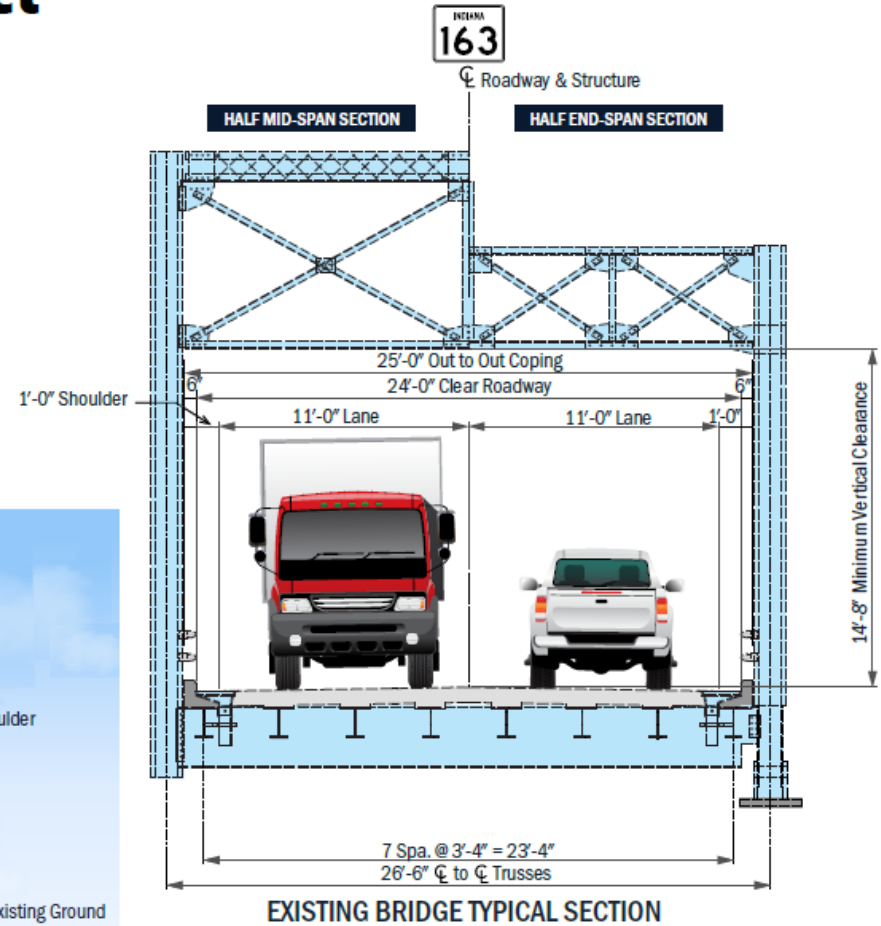 INDIANA
163
℄ Roadway & Structure
HALF MID-SPAN SECTION
HALF END-SPAN SECTION
25'-0" Out to Out Coping
6"
24'-0" Clear Roadway
6"
1'-0" Shoulder
11'-0" Lane
11'-0" Lane
1'-0"
14'-8" Minimum Vertical Clearance
7 Spa. @ 3'-4" = 23'-4"
26'-6" ℄ to ℄ Trusses
EXISTING BRIDGE TYPICAL SECTION
Ground